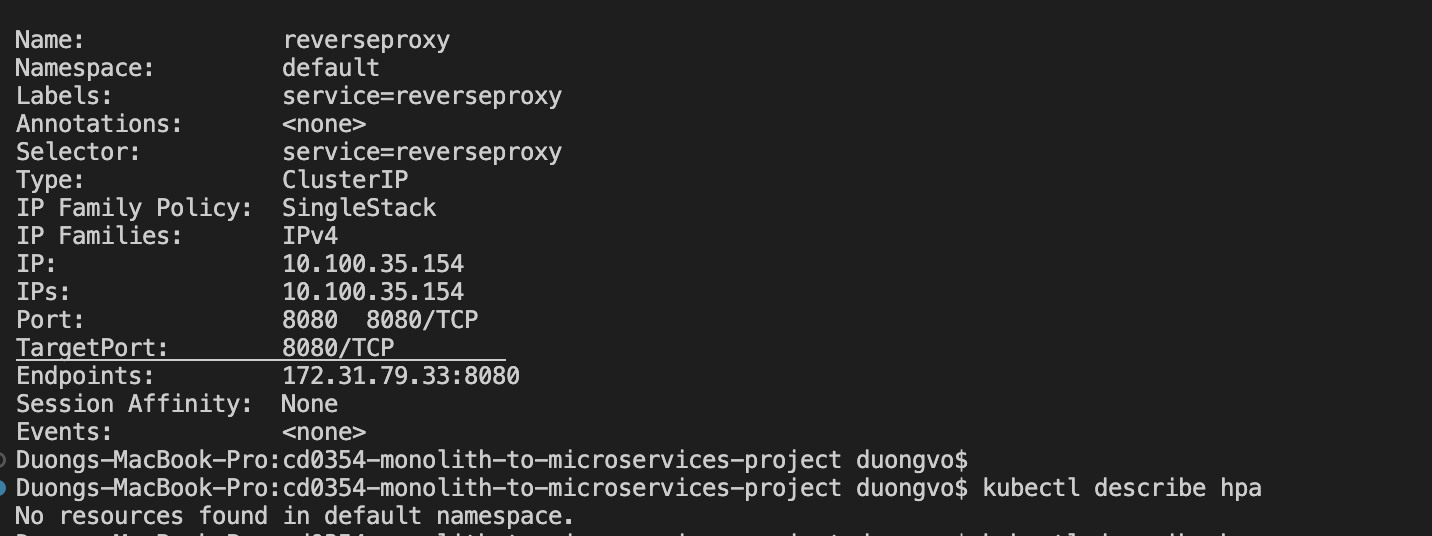 Name: reverseproxy
Namespace: default
Labels: service=reverseproxy
Annotations: <none>
Selector: service=reverseproxy
Type: ClusterIP
IP Family Policy: SingleStack
IP Families: IPv4
IP: 10.100.35.154
IPs: 10.100.35.154
Port: 8080 8080/TCP
TargetPort: 8080/TCP
Endpoints: 172.31.79.33:8080
Session Affinity: None
Events: <none>
Duongs-MacBook-Pro:cd0354-monolith-to-microservices-project duongvo$
Duongs-MacBook-Pro:cd0354-monolith-to-microservices-project duongvo$ kubectl describe hpa
No resources found in default namespace.